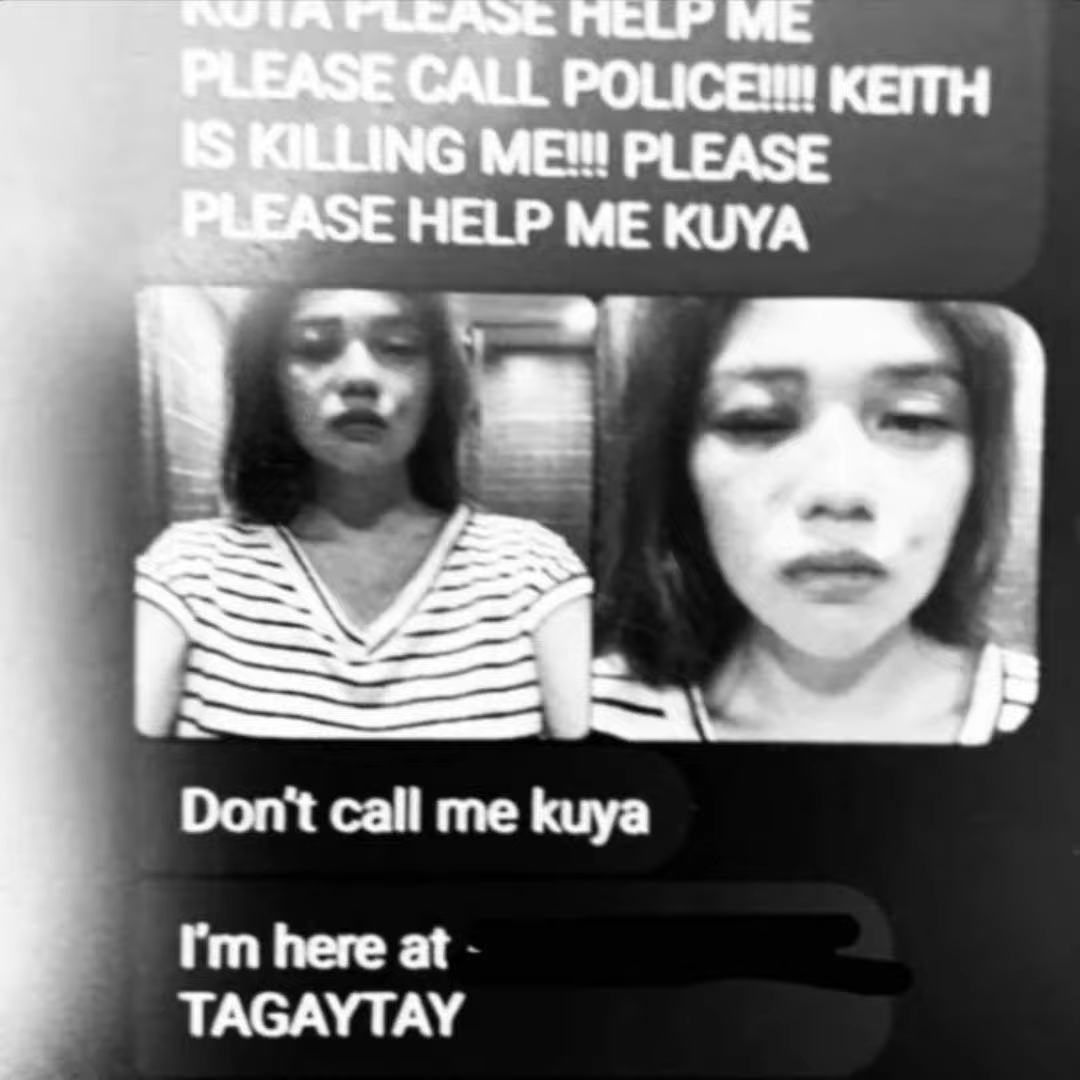 KUYA PLEASE HELP ME
PLEASE CALL POLICE!!!! KEITH
IS KILLING ME!!! PLEASE
PLEASE HELP ME KUYA
Don't call me kuya
I'm here at
TAGAYTAY